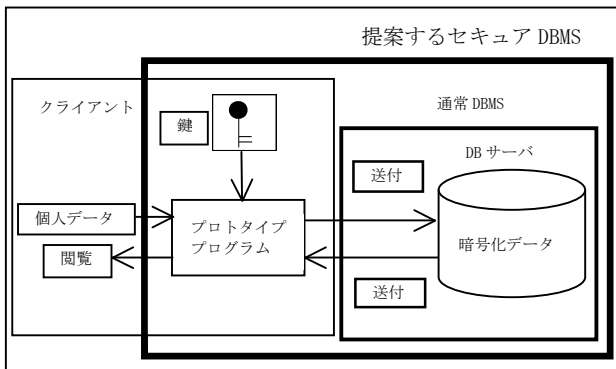 提案するセキュア DBMS
クライアント
通常 DBMS
鍵
DB サーバ
送付
個人データ
プロトタイプ
プログラム
暗号化データ
閲覧
送付